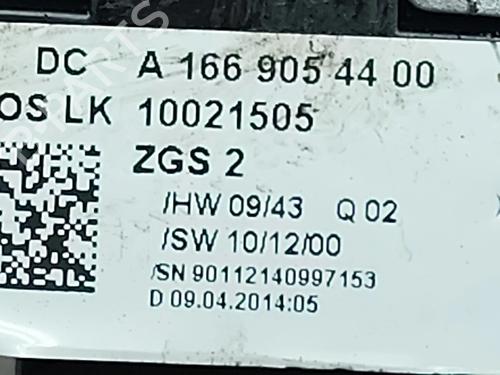 DC A 166 905 44 00
OS LK 10021505
ZGS 2
/HW 09/43 Q 02
/SW 10/12/00
/SN 90112140997153
D 09.04.2014:05